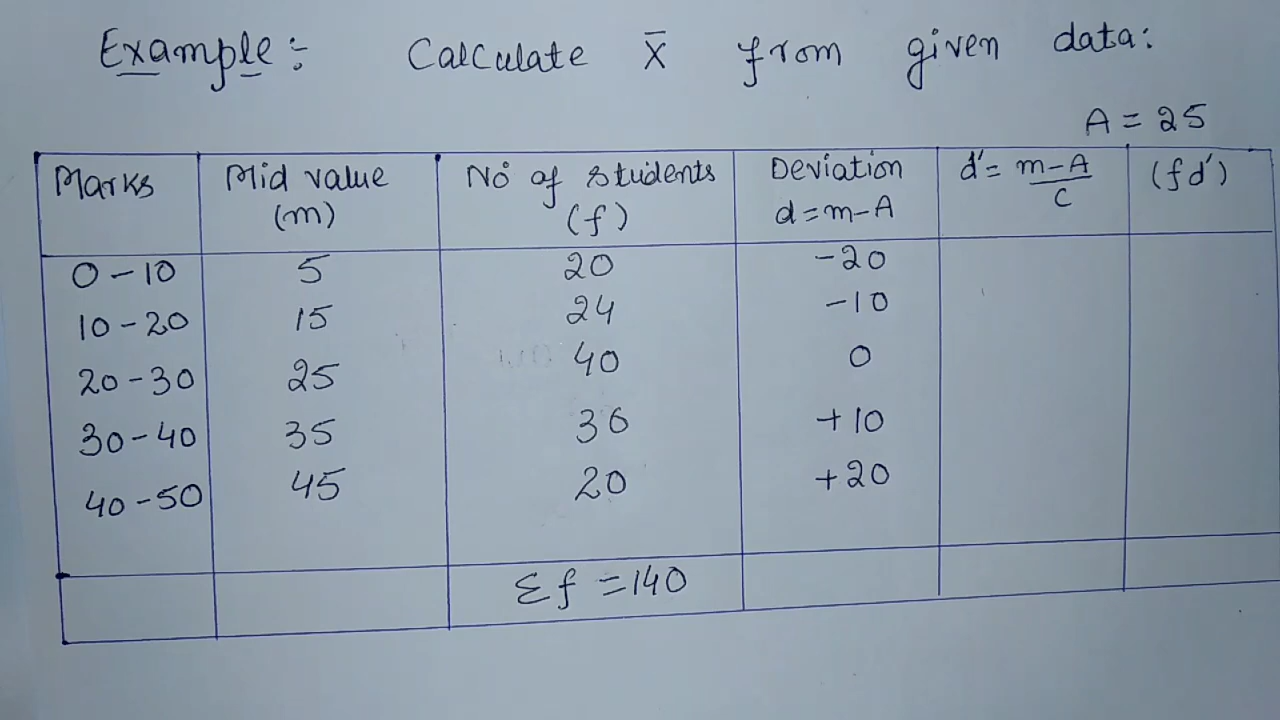 Example:- Calculate X̄ from given data:
A = 25
Marks Mid value (m) No of students (f) Deviation d = m-A d' = m-A/C (fd')
0-10 5 20 -20
10-20 15 24 -10
20-30 25 40 0
30-40 35 36 +10
40-50 45 20 +20
Σf = 140